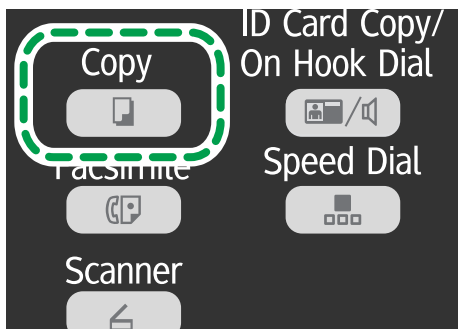 Copy
ID Card Copy/
On Hook Dial
Facsimile
Speed Dial
Scanner